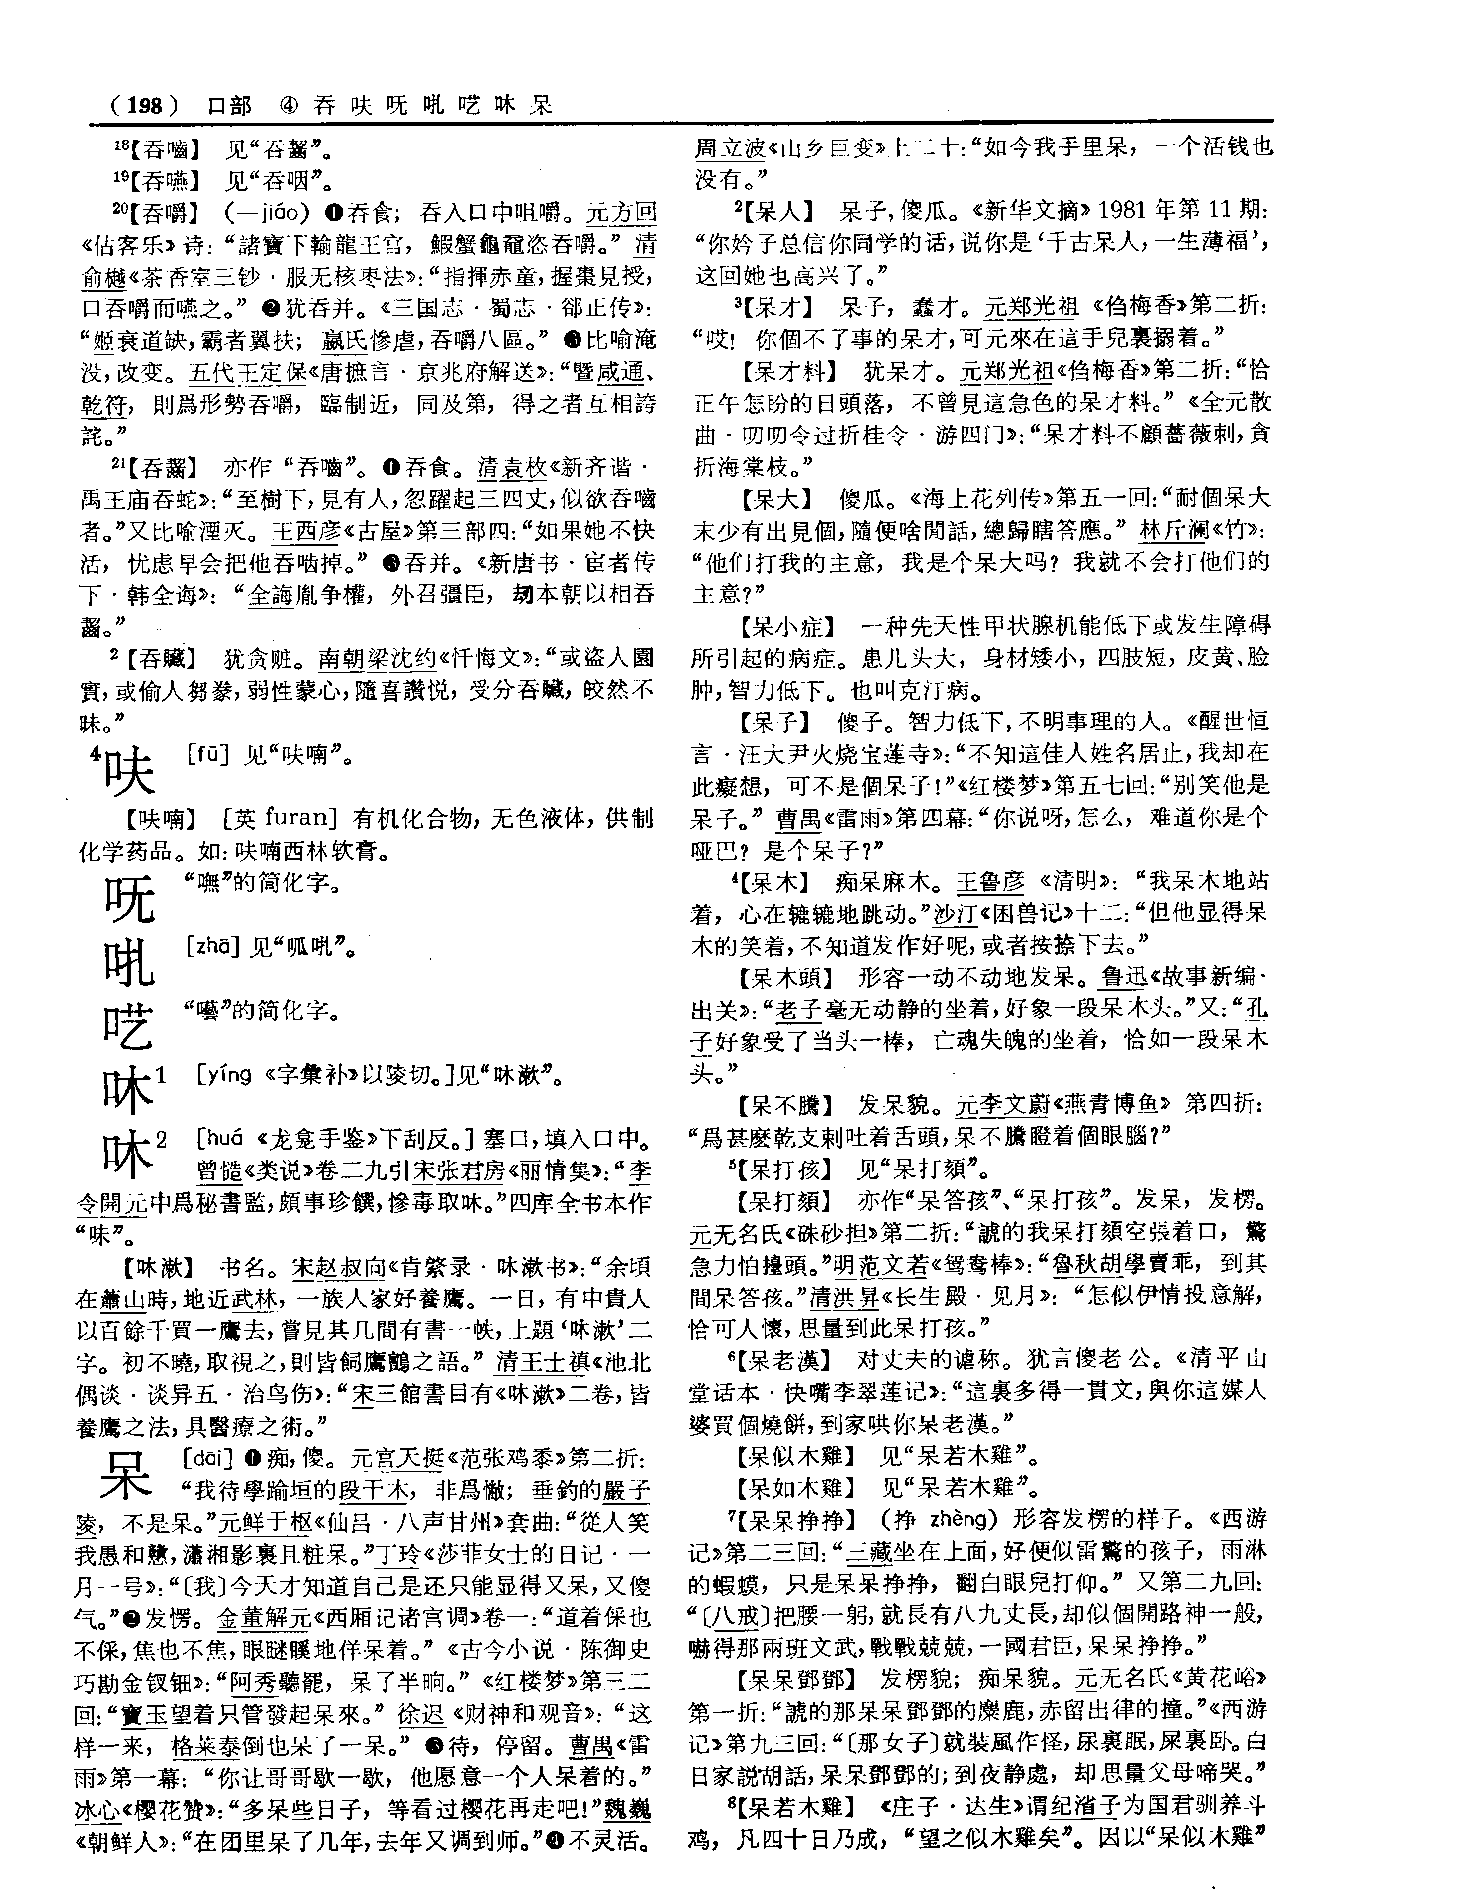 (198) 口部 ④ 吞呋呒吼呓呠呆
18【吞嚙】 见“吞齧”。
19【吞嚥】 见“吞咽”。
20【吞嚼】 (—jiáo) ❶吞食；吞入口中咀嚼。元方回
《估客乐》诗：“諸寶下輸龍王宫，鰕蟹龜黿恣吞嚼。”清
俞樾《茶香室三钞·服无核枣法》：“指揮赤童，握棗見授，
口吞嚼而嚥之。”❷犹吞并。《三国志·蜀志·郤正传》：
“姬衰道缺，霸者翼扶；嬴氏慘虐，吞嚼八區。”❸比喻淹
没，改变。五代王定保《唐摭言·京兆府解送》：“暨咸通、
乾符，則爲形勢吞嚼，臨制近，同及第，得之者互相誇
詫。”
21【吞齧】 亦作“吞嚙”。❶吞食。清袁枚《新齐谐·
禹王庙吞蛇》：“至樹下，見有人，忽躍起三四丈，似欲吞嚙
者。”又比喻湮灭。王西彦《古屋》第三部四：“如果她不快
活，忧虑早会把他吞啮掉。”❷吞并。《新唐书·宦者传
下·韩全诲》：“全誨胤争權，外召彊臣，劫本朝以相吞
齧。”
2【吞贜】 犹贪赃。南朝梁沈约《忏悔文》：“或盜人園
實，或偷人芻豢，弱性蒙心，隨喜讚悦，受分吞贜，皎然不
昧。”
4呋 [fū] 见“呋喃”。
【呋喃】 [英 furan] 有机化合物，无色液体，供制
化学药品。如：呋喃西林软膏。
呒 “嘸”的简化字。
吼 [zhā] 见“呱吼”。
呓 “囈”的简化字。
咏1 [yíng 《字彙补》以陵切。]见“咏漱”。
咏2 [huá 《龙龛手鉴》下刮反。] 塞口，填入口中。
曾慥《类说》卷二九引宋张君房《丽情集》：“李
令開元中爲秘書監，頗事珍饌，慘毒取咏。”四库全书本作
“味”。
【咏漱】 书名。宋赵叔向《肯綮录·咏漱书》：“余頃
在蕭山時，地近武林，一族人家好養鷹。一日，有中貴人
以百餘千買一鷹去，嘗見其几間有書一帙，上題‘咏漱’二
字。初不曉，取視之，則皆飼鷹鸇之語。”清王士禛《池北
偶谈·谈异五·治鸟伤》：“宋三館書目有《咏漱》二卷，皆
養鷹之法，具醫療之術。”
呆 [dāi] ❶痴，傻。元宫天挺《范张鸡黍》第二折：
“我待學踰垣的段干木，非爲慠；垂釣的嚴子
陵，不是呆。”元鲜于枢《仙吕·八声甘州》套曲：“從人笑
我愚和戆，瀟湘影裏且粧呆。”丁玲《莎菲女士的日记·一
月一号》：“〔我〕今天才知道自己是还只能显得又呆，又傻
气。”❷发愣。金董解元《西厢记诸宫调》卷一：“道着保也
不保，焦也不焦，眼瞇瞜地佯呆着。”《古今小说·陈御史
巧勘金钗钿》：“阿秀聽罷，呆了半晌。”《红楼梦》第三二
回：“寶玉望着只管發起呆來。”徐迟《财神和观音》：“这
样一来，格莱泰倒也呆了一呆。”❸待，停留。曹禺《雷
雨》第一幕：“你让哥哥歇一歇，他愿意一个人呆着的。”
冰心《樱花赞》：“多呆些日子，等看过樱花再走吧！”魏巍
《朝鲜人》：“在团里呆了几年，去年又调到师。”❹不灵活。
周立波《山乡巨变》上二十：“如今我手里呆，一个活钱也
没有。”
2【呆人】 呆子，傻瓜。《新华文摘》1981年第11期：
“你妗子总信你同学的话，说你是‘千古呆人，一生薄福’，
这回她也高兴了。”
3【呆才】 呆子，蠢才。元郑光祖《㑇梅香》第二折：
“哎！你個不了事的呆才，可元來在這手兒裏搦着。”
【呆才料】 犹呆才。元郑光祖《㑇梅香》第二折：“恰
正午怎盼的日頭落，不曾見這急色的呆才料。”《全元散
曲·叨叨令过折桂令·游四门》：“呆才料不顧薔薇刺，貪
折海棠枝。”
【呆大】 傻瓜。《海上花列传》第五一回：“耐個呆大
末少有出見個，隨便啥閒話，總歸瞎答應。”林斤澜《竹》：
“他们打我的主意，我是个呆大吗？我就不会打他们的
主意？”
【呆小症】 一种先天性甲状腺机能低下或发生障碍
所引起的病症。患儿头大，身材矮小，四肢短，皮黄、脸
肿，智力低下。也叫克汀病。
【呆子】 傻子。智力低下，不明事理的人。《醒世恒
言·汪大尹火烧宝莲寺》：“不知這佳人姓名居止，我却在
此癡想，可不是個呆子！”《红楼梦》第五七回：“别笑他是
呆子。”曹禺《雷雨》第四幕：“你说呀，怎么，难道你是个
哑巴？是个呆子？”
4【呆木】 痴呆麻木。王鲁彦《清明》：“我呆木地站
着，心在辘辘地跳动。”沙汀《困兽记》十二：“但他显得呆
木的笑着，不知道发作好呢，或者按捺下去。”
【呆木頭】 形容一动不动地发呆。鲁迅《故事新编·
出关》：“老子毫无动静的坐着，好象一段呆木头。”又：“孔
子好象受了当头一棒，亡魂失魄的坐着，恰如一段呆木
头。”
【呆不騰】 发呆貌。元李文蔚《燕青博鱼》第四折：
“爲甚麽乾支剌吐着舌頭，呆不騰瞪着個眼腦？”
5【呆打孩】 见“呆打頦”。
【呆打頦】 亦作“呆答孩”、“呆打孩”。发呆，发楞。
元无名氏《硃砂担》第二折：“諕的我呆打頦空張着口，驚
急力怕擡頭。”明范文若《鸳鸯棒》：“魯秋胡學賣乖，到其
間呆答孩。”清洪昇《长生殿·见月》：“怎似伊情投意解，
恰可人懷，思量到此呆打孩。”
6【呆老漢】 对丈夫的谑称。犹言傻老公。《清平山
堂话本·快嘴李翠莲记》：“這裏多得一貫文，與你這媒人
婆買個燒餅，到家哄你呆老漢。”
【呆似木雞】 见“呆若木雞”。
【呆如木雞】 见“呆若木雞”。
7【呆呆挣挣】 (挣 zhèng) 形容发楞的样子。《西游
记》第二三回：“三藏坐在上面，好便似雷驚的孩子，雨淋
的蝦蟆，只是呆呆挣挣，翻白眼兒打仰。”又第二九回：
“〔八戒〕把腰一躬，就長有八九丈長，却似個開路神一般，
嚇得那兩班文武，戰戰兢兢，一國君臣，呆呆挣挣。”
【呆呆鄧鄧】 发楞貌；痴呆貌。元无名氏《黄花峪》
第一折：“諕的那呆呆鄧鄧的麋鹿，赤留出律的撞。”《西游
记》第九三回：“〔那女子〕就裝風作怪，尿裏眠，屎裏卧。白
日家説胡話，呆呆鄧鄧的；到夜静處，却思量父母啼哭。”
8【呆若木雞】 《庄子·达生》谓纪渻子为国君驯养斗
鸡，凡四十日乃成，“望之似木雞矣”。因以“呆似木雞”